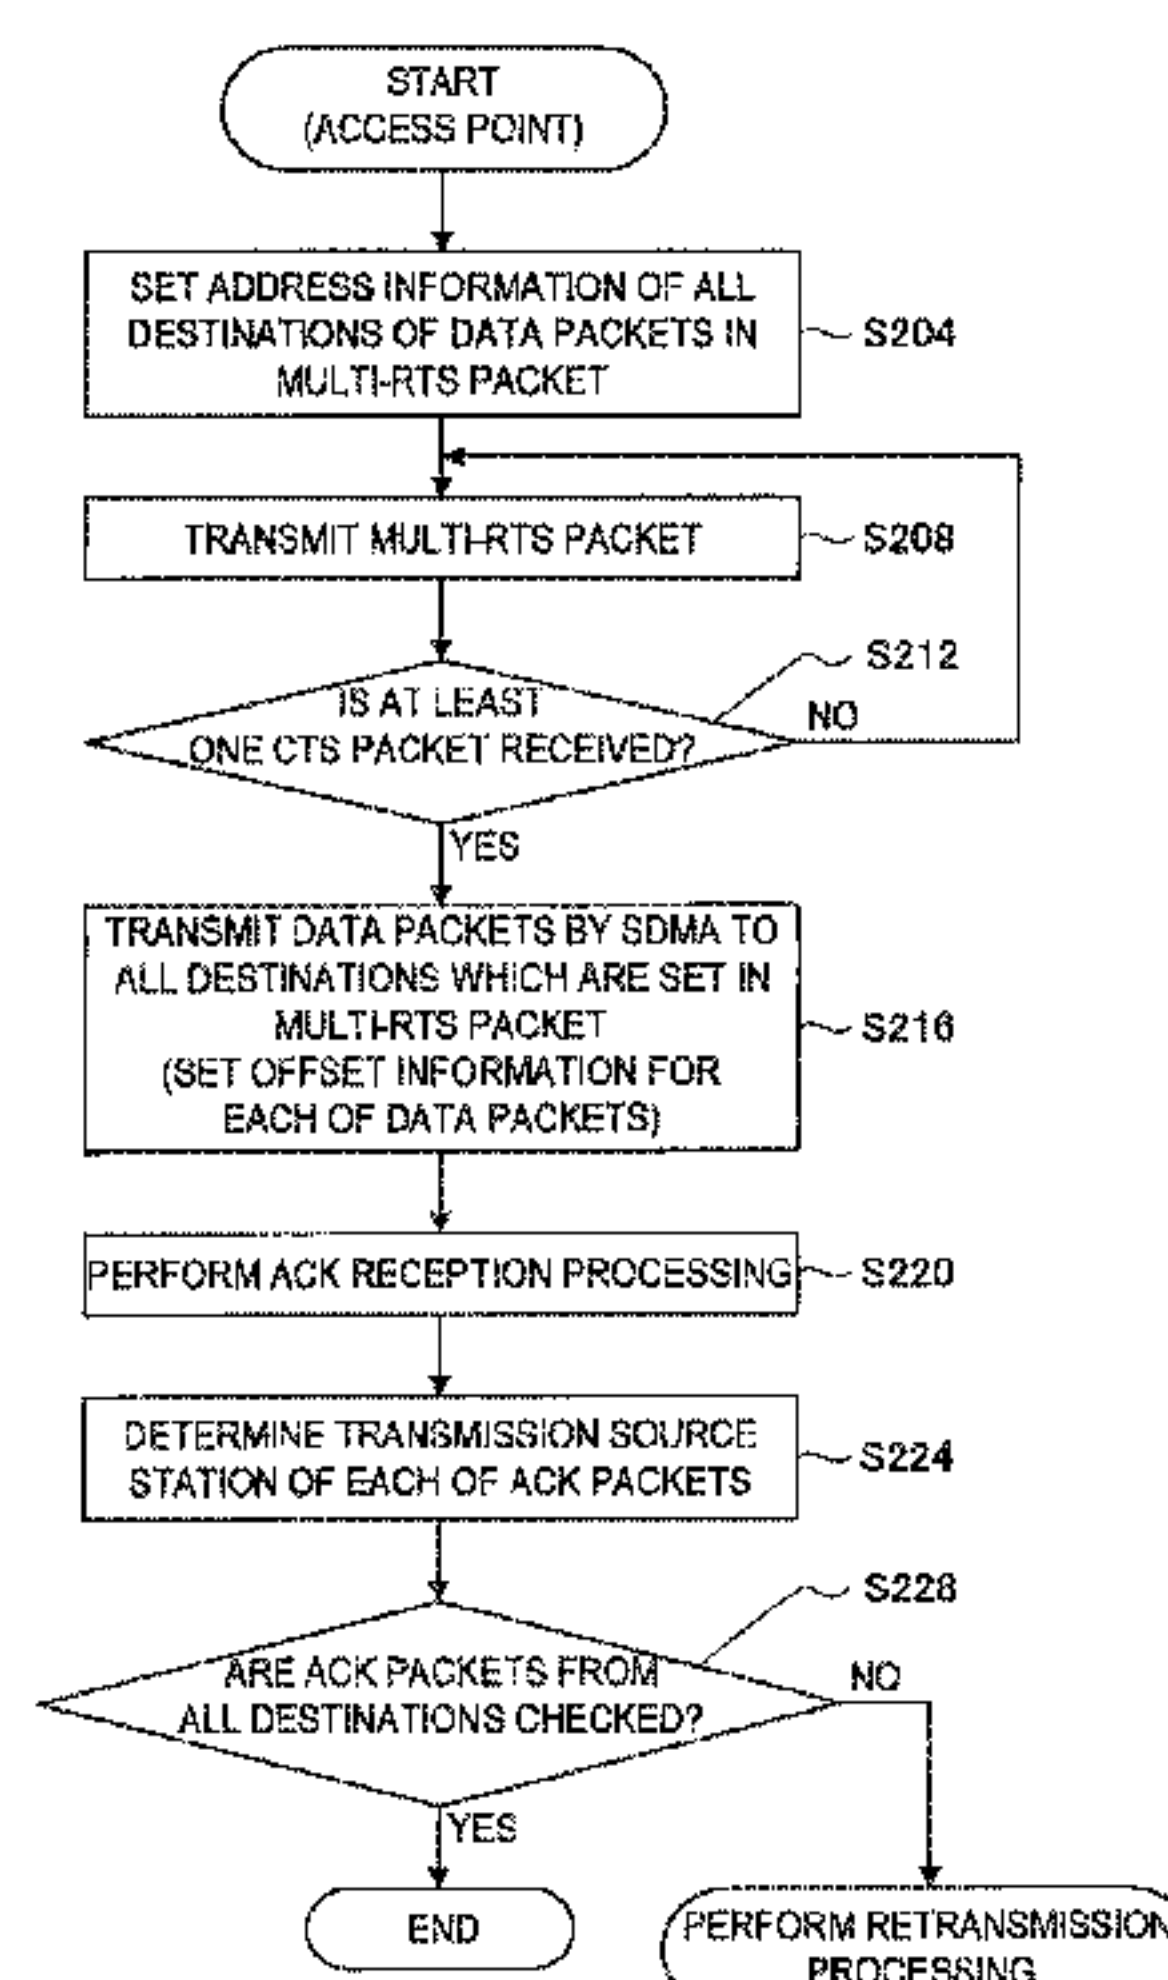 START
(ACCESS POINT)
SET ADDRESS INFORMATION OF ALL
DESTINATIONS OF DATA PACKETS IN
MULTI-RTS PACKET
S204
TRANSMIT MULTI-RTS PACKET
S208
S212
IS AT LEAST
ONE CTS PACKET RECEIVED?
NO
YES
TRANSMIT DATA PACKETS BY SDMA TO
ALL DESTINATIONS WHICH ARE SET IN
MULTI-RTS PACKET
(SET OFFSET INFORMATION FOR
EACH OF DATA PACKETS)
S216
PERFORM ACK RECEPTION PROCESSING
S220
DETERMINE TRANSMISSION SOURCE
STATION OF EACH OF ACK PACKETS
S224
S228
ARE ACK PACKETS FROM
ALL DESTINATIONS CHECKED?
NO
YES
END
PERFORM RETRANSMISSION
PROCESSING